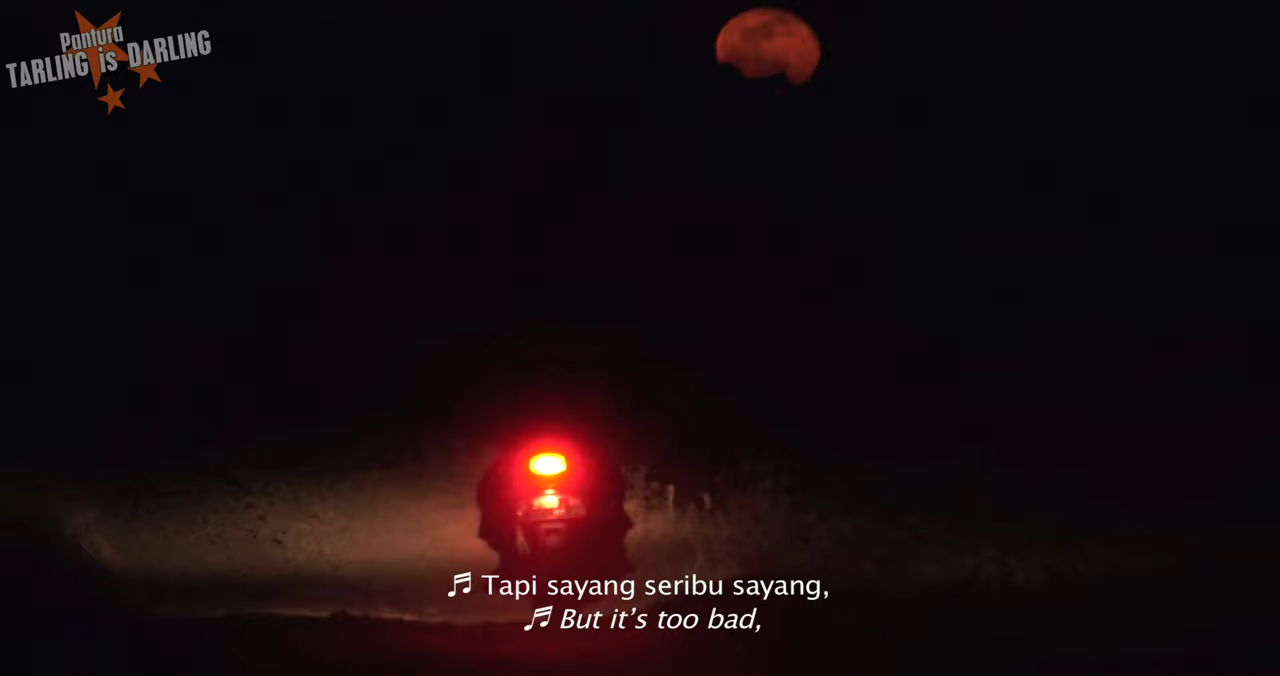 Pantura
TARLING is DARLING
♬ Tapi sayang seribu sayang,
♬ But it’s too bad,